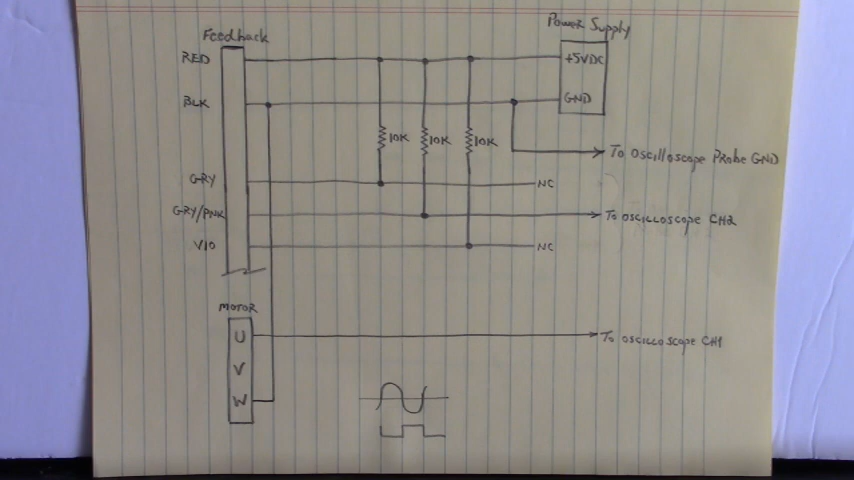 Feedback
Power Supply
RED
+5VDC
BLK
GND
10K
10K
10K
To Oscilloscope Probe GND
GRY
NC
GRY/PNK
To OSCILLOSCOPE CH2
VIO
NC
MOTOR
U
To OSCILLOSCOPE CH1
V
W